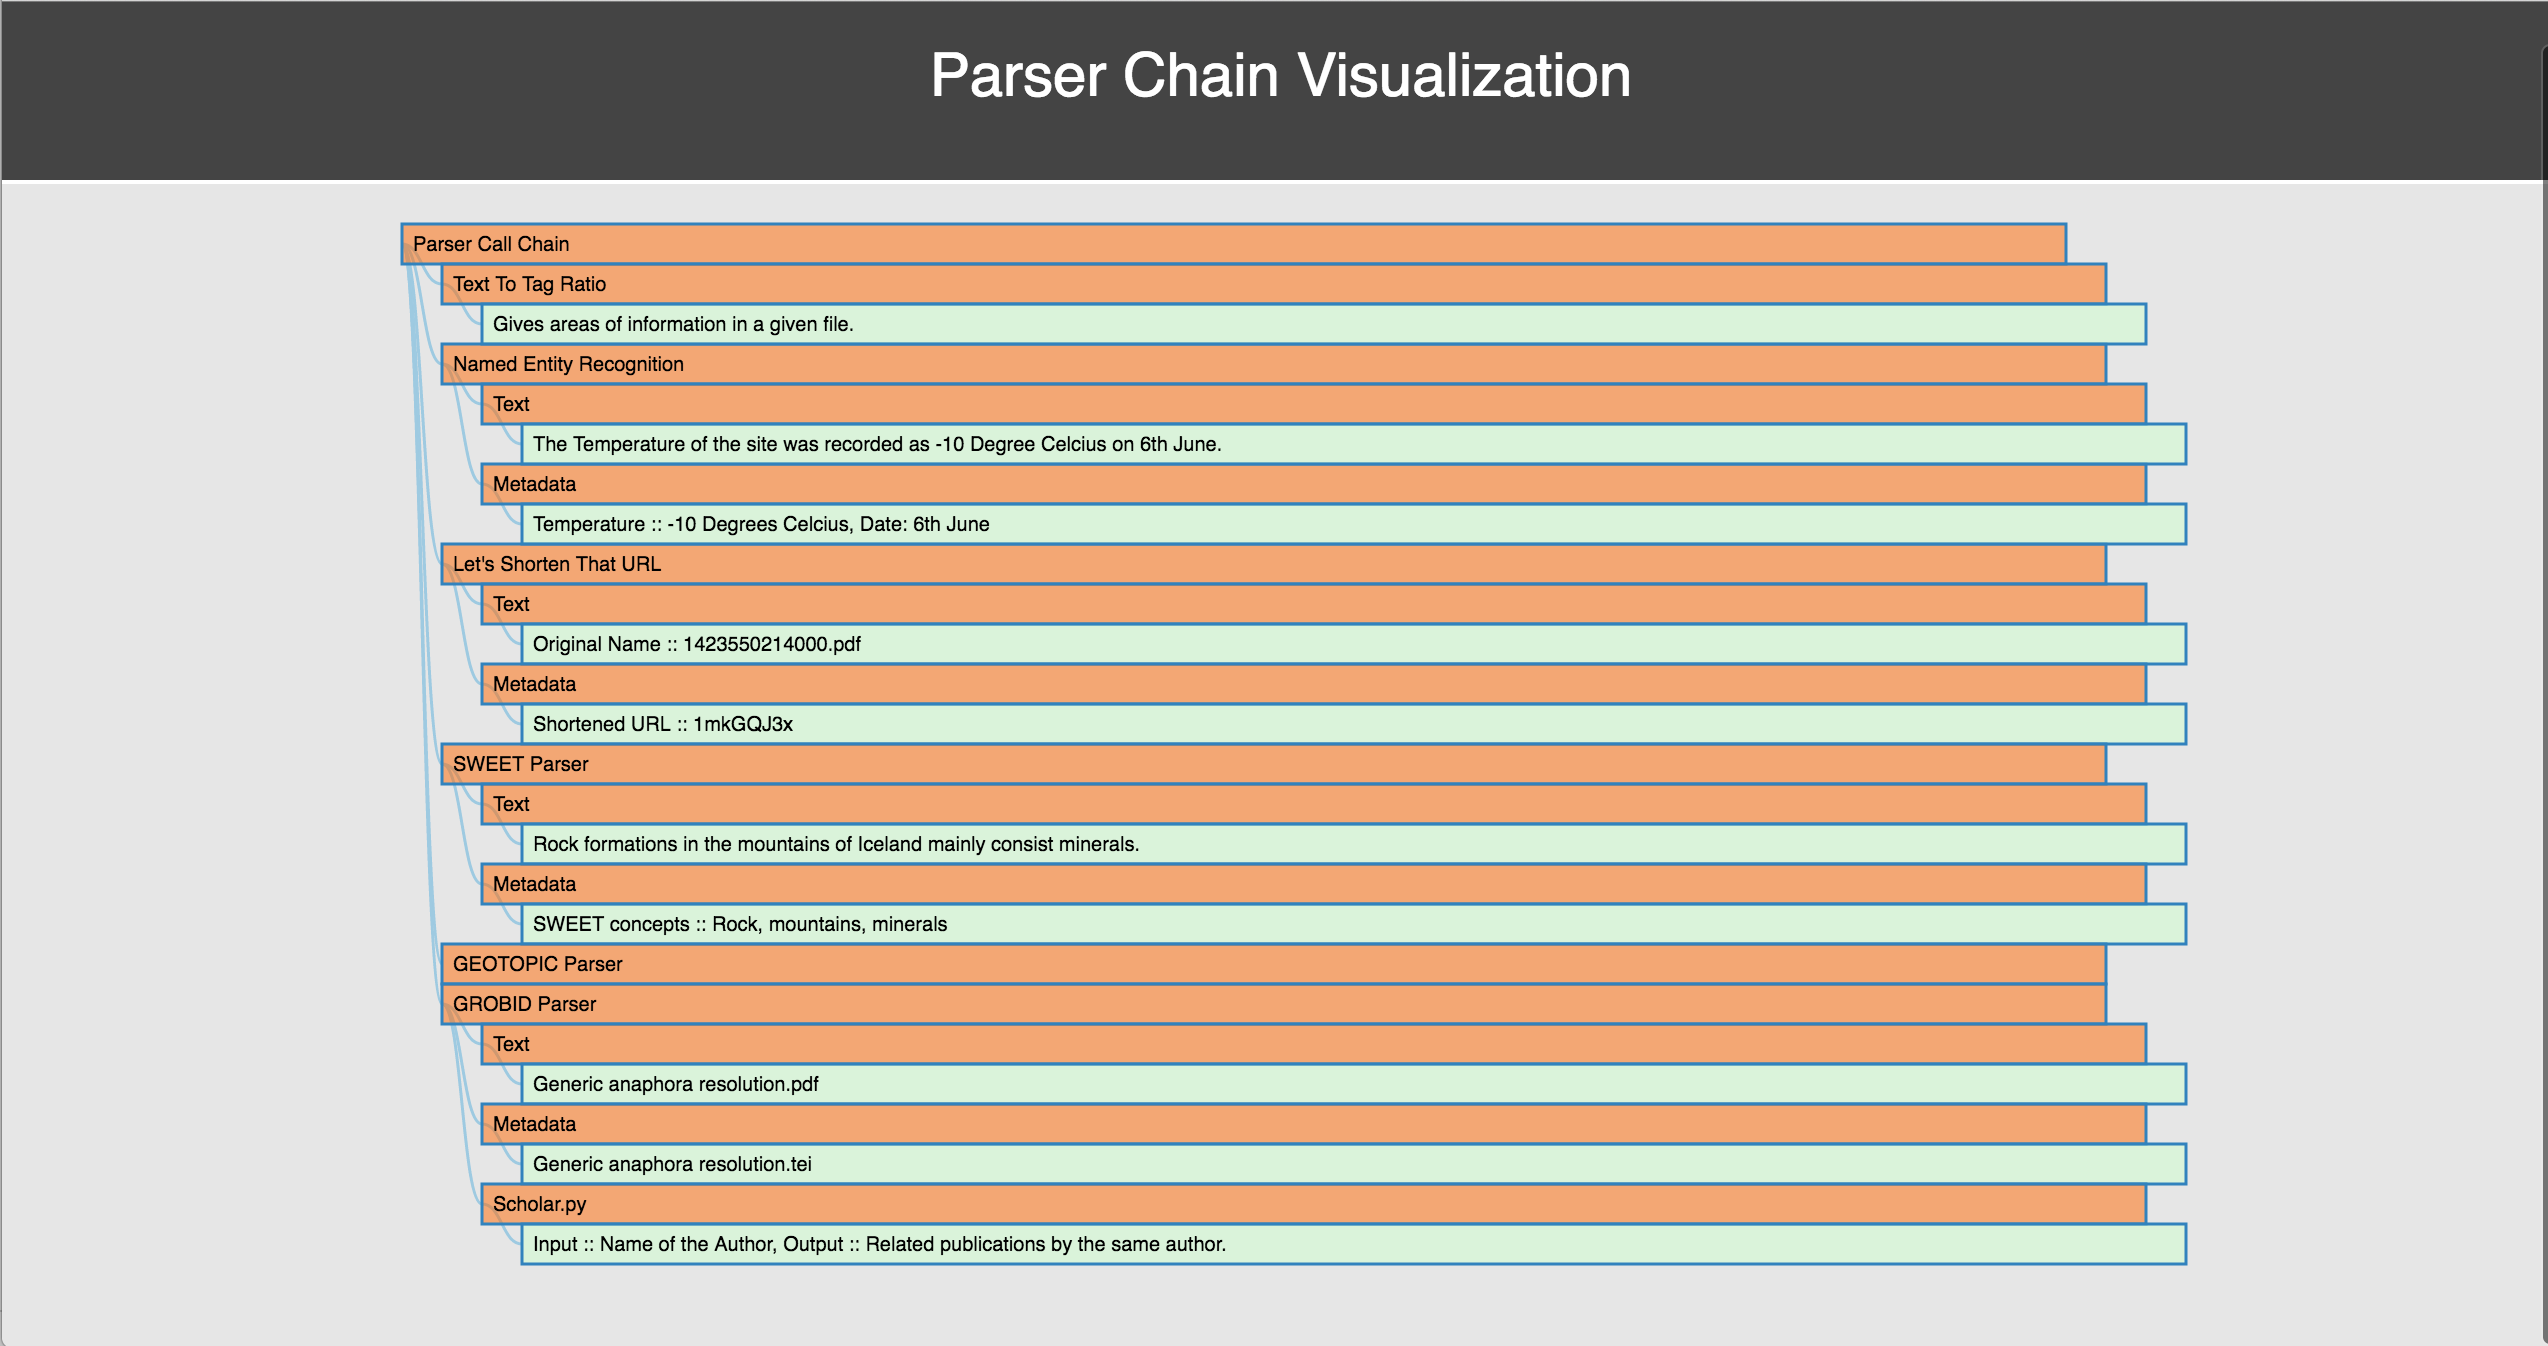 Parser Chain Visualization
Parser Call Chain
Text To Tag Ratio
Gives areas of information in a given file.
Named Entity Recognition
Text
The Temperature of the site was recorded as -10 Degree Celcius on 6th June.
Metadata
Temperature :: -10 Degrees Celcius, Date: 6th June
Let's Shorten That URL
Text
Original Name :: 1423550214000.pdf
Metadata
Shortened URL :: 1mkGQJ3x
SWEET Parser
Text
Rock formations in the mountains of Iceland mainly consist minerals.
Metadata
SWEET concepts :: Rock, mountains, minerals
GEOTOPIC Parser
GROBID Parser
Text
Generic anaphora resolution.pdf
Metadata
Generic anaphora resolution.tei
Scholar.py
Input :: Name of the Author, Output :: Related publications by the same author.